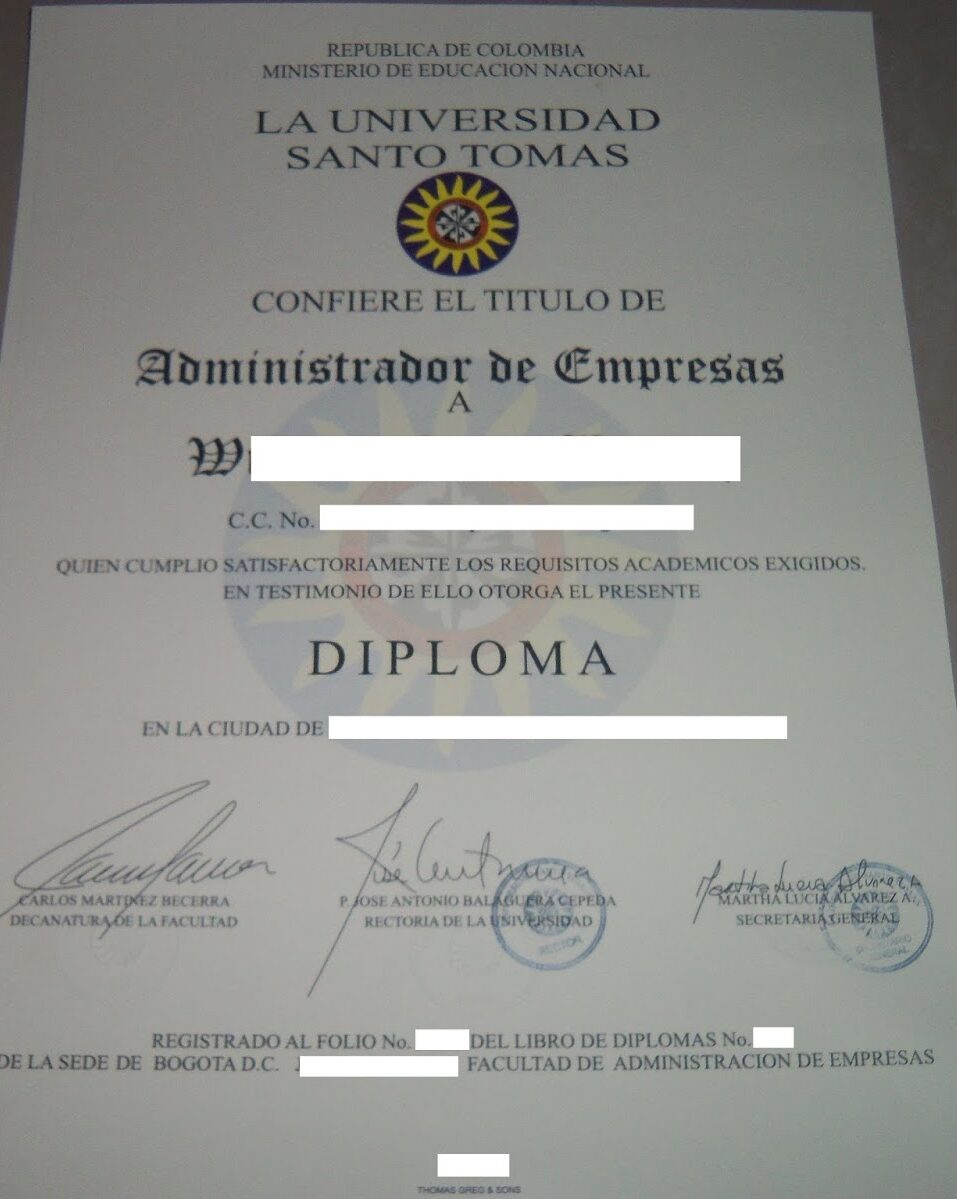 REPUBLICA DE COLOMBIA
MINISTERIO DE EDUCACION NACIONAL
LA UNIVERSIDAD
SANTO TOMAS
CONFIERE EL TITULO DE
Administrador de Empresas
A
W
C.C. No.
QUIEN CUMPLIO SATISFACTORIAMENTE LOS REQUISITOS ACADEMICOS EXIGIDOS.
EN TESTIMONIO DE ELLO OTORGA EL PRESENTE
DIPLOMA
EN LA CIUDAD DE
CARLOS MARTINEZ BECERRA
DECANATURA DE LA FACULTAD
P. JOSE ANTONIO BALAGUERA CEPEDA
RECTORIA DE LA UNIVERSIDAD
RECTOR
Martha Lucia Alvarez A
MARTHA LUCIA ALVAREZ A.
SECRETARIA GENERAL
REGISTRADO AL FOLIO No. DEL LIBRO DE DIPLOMAS No.
DE LA SEDE DE BOGOTA D.C. FACULTAD DE ADMINISTRACION DE EMPRESAS
THOMAS GREG & SONS